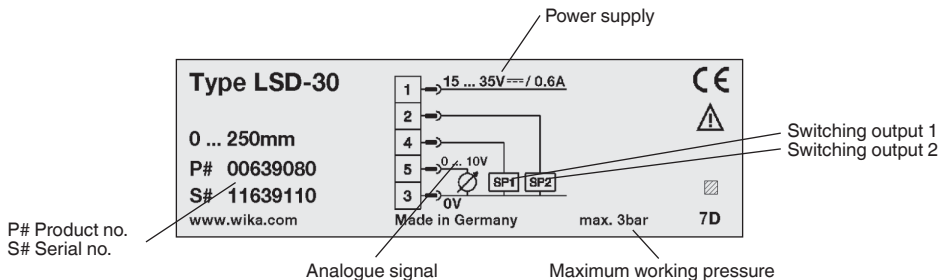 Power supply
Type LSD-30
1
15 ... 35V⎓ / 0.6A
CE
2
0 ... 250mm
4
Switching output 1
Switching output 2
P# 00639080
5
0 ... 10V
SP1
SP2
S# 11639110
3
0V
www.wika.com
Made in Germany
max. 3bar
7D
P# Product no.
S# Serial no.
Analogue signal
Maximum working pressure